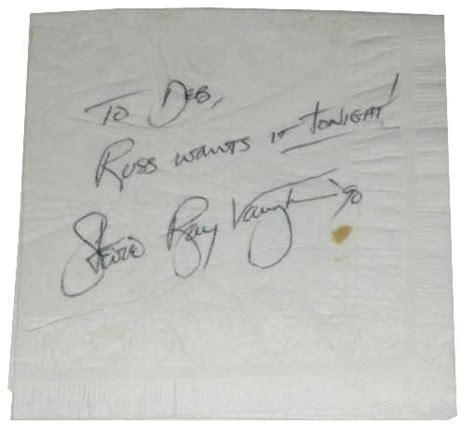 To Deb,
Russ wants it tonight!
Stevie Ray Vaughan '90